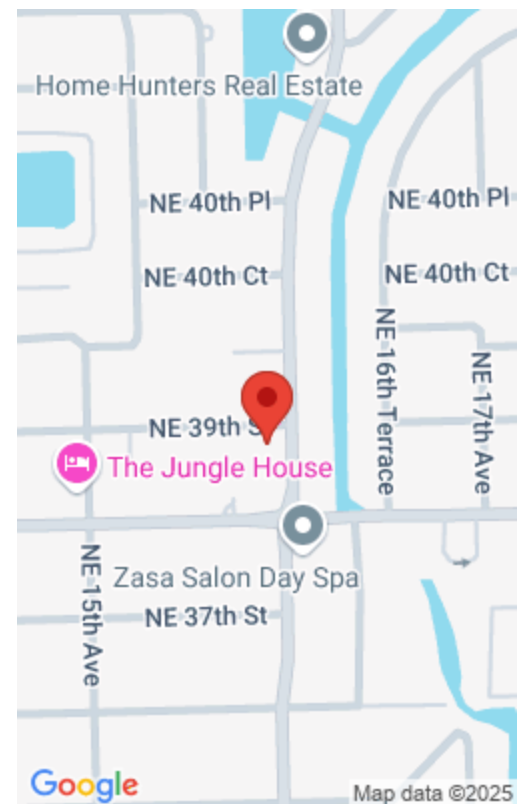 Home Hunters Real Estate
NE 40th Pl
NE 40th Pl
NE 40th Ct
NE 40th Ct
NE 16th Terrace
NE 17th Ave
NE 39th S
The Jungle House
Zasa Salon Day Spa
NE 15th Ave
NE 37th St
Google
Map data ©2025